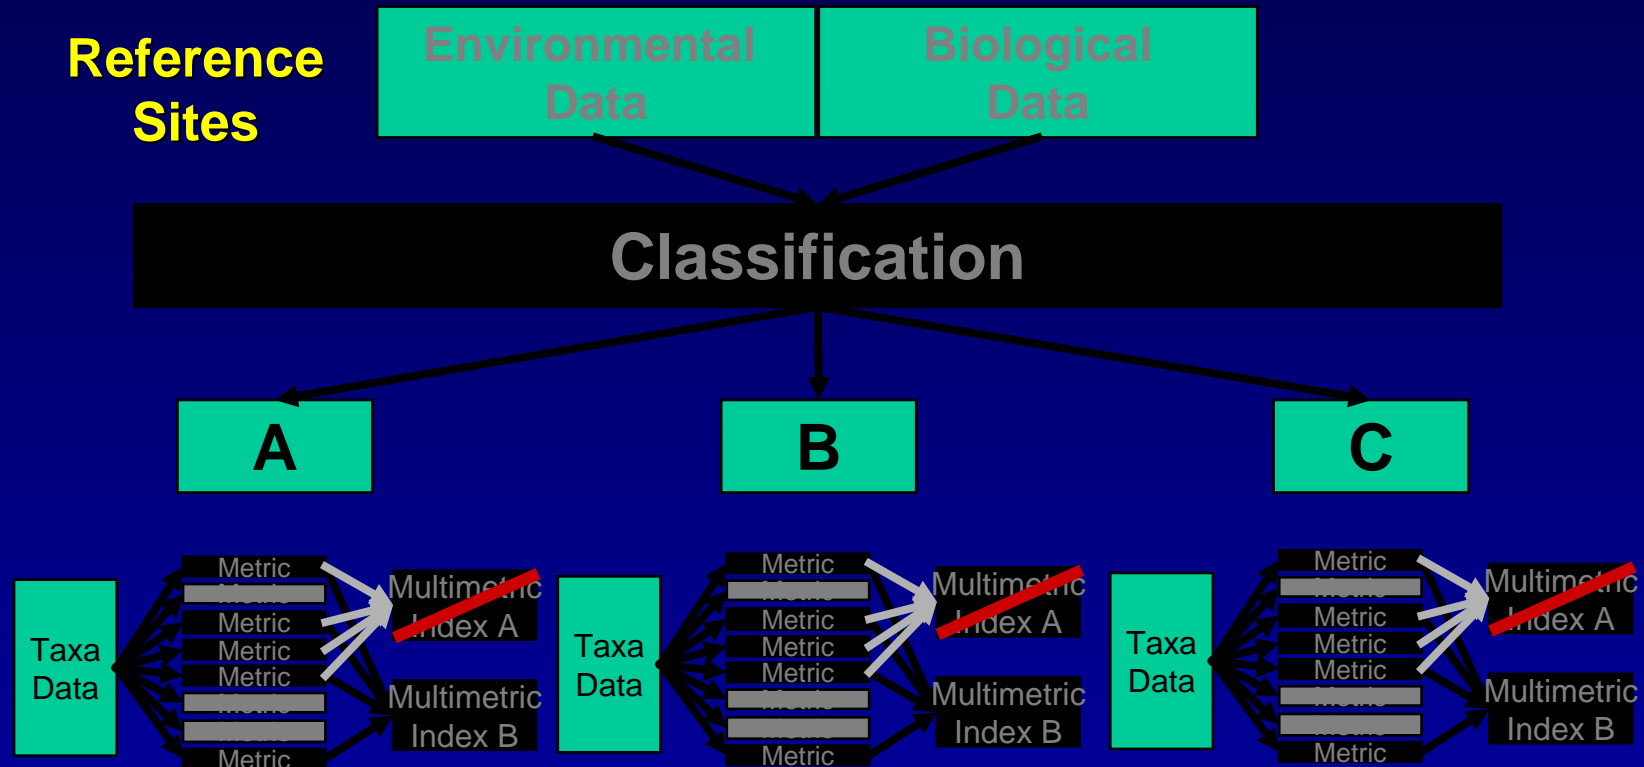 Reference
Sites
Environmental
Data
Biological
Data
Classification
A
B
C
Taxa
Data
Metric
Metric
Metric
Metric
Metric
Metric
Multimetric
Index A
Multimetric
Index B
Taxa
Data
Metric
Metric
Metric
Metric
Metric
Multimetric
Index A
Multimetric
Index B
Taxa
Data
Metric
Metric
Metric
Metric
Metric
Multimetric
Index A
Multimetric
Index B